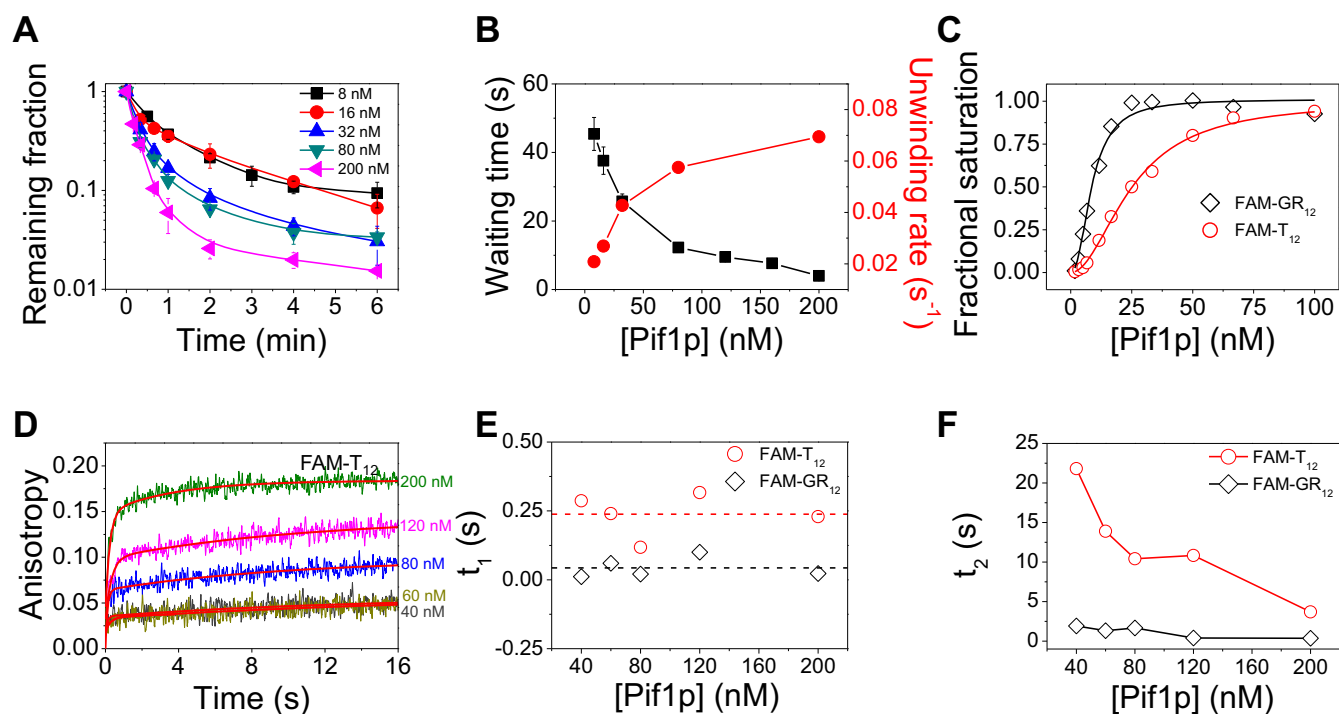 A
Remaining fraction
1
0.1
0.01
8 nM
16 nM
32 nM
80 nM
200 nM
0 1 2 3 4 5 6
Time (min)
B
Waiting time (s)
60
40
20
0
0.08
0.06
0.04
0.02
Unwinding rate (s⁻¹)
0 50 100 150 200
[Pif1p] (nM)
C
Fractional saturation
1.00
0.75
0.50
0.25
0.00
FAM-GR₁₂
FAM-T₁₂
0 25 50 75 100
[Pif1p] (nM)
D
Anisotropy
0.20
0.15
0.10
0.05
0.00
FAM-T₁₂
200 nM
120 nM
80 nM
60 nM
40 nM
0 4 8 12 16
Time (s)
E
t₁ (s)
0.50
0.25
0.00
-0.25
FAM-T₁₂
FAM-GR₁₂
40 80 120 160 200
[Pif1p] (nM)
F
t₂ (s)
25
20
15
10
5
0
FAM-T₁₂
FAM-GR₁₂
40 80 120 160 200
[Pif1p] (nM)